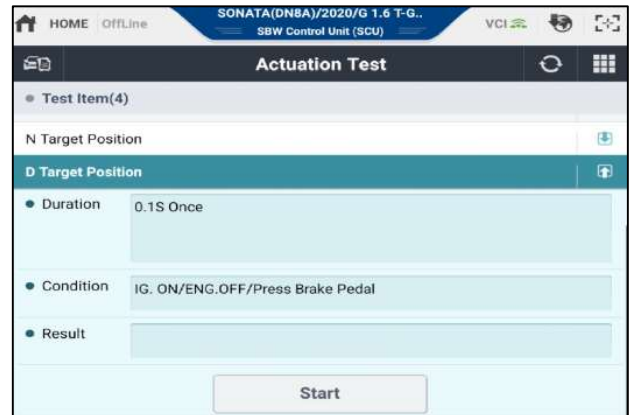 HOME OffLine SONATA(DN8A)/2020/G 1.6 T-G.. VCI
SBW Control Unit (SCU)
Actuation Test
Test Item(4)
N Target Position
D Target Position
Duration 0.1S Once
Condition IG. ON/ENG.OFF/Press Brake Pedal
Result
Start